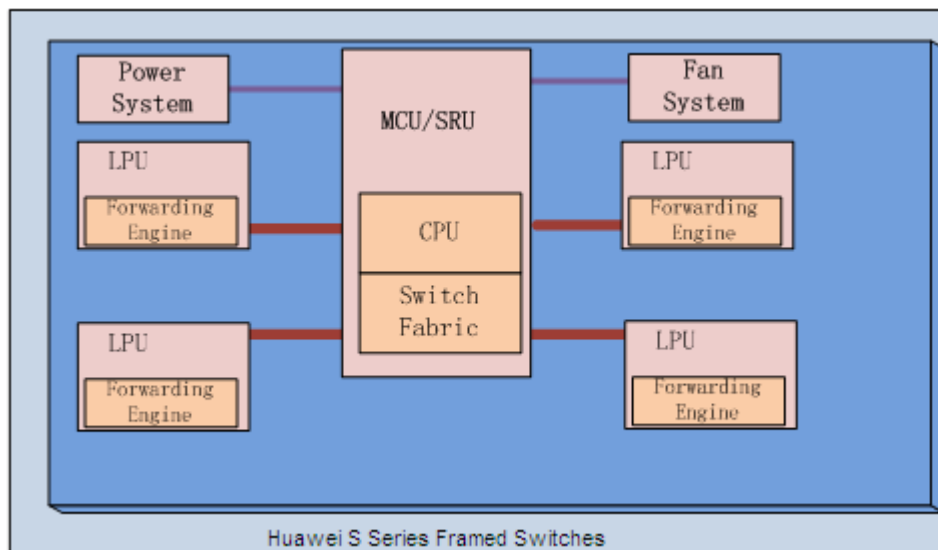 Power
System
Fan
System
MCU/SRU
LPU
Forwarding
Engine
LPU
Forwarding
Engine
CPU
Switch
Fabric
LPU
Forwarding
Engine
LPU
Forwarding
Engine
Huawei S Series Framed Switches